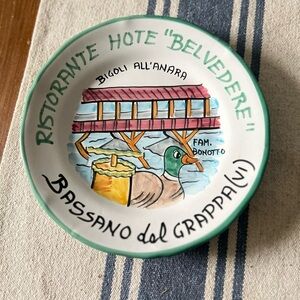 RISTORANTE HOTE "BELVEDERE"
BIGOLI ALL'ANARA
FAM.
BONOTTO
BASSANO del GRAPPA (VI)